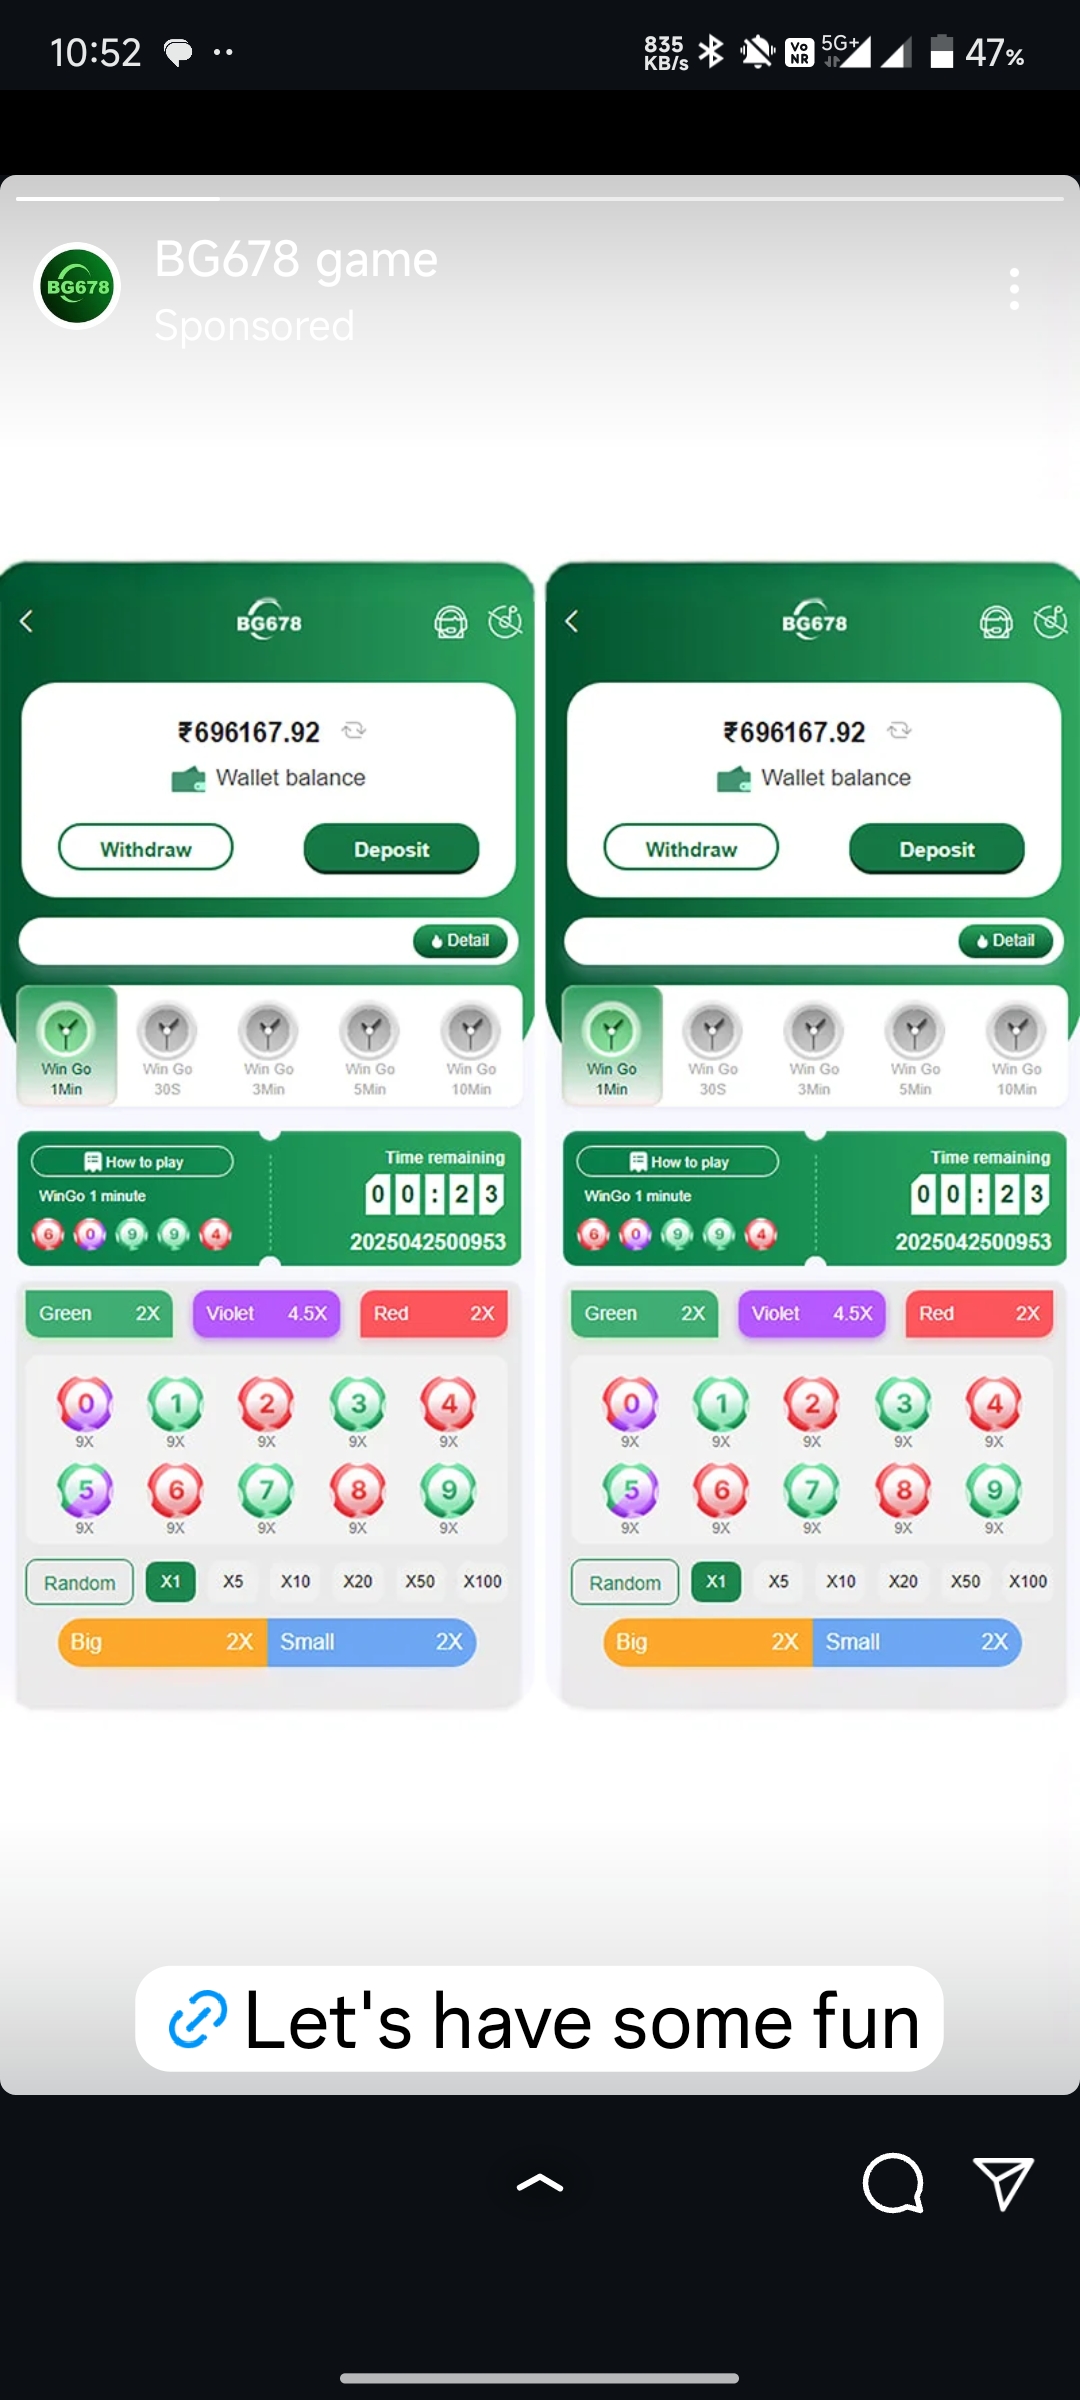 10:52
835 KB/s
Vo NR
5G+
47%
BG678
BG678 game
Sponsored
BG678
₹696167.92
Wallet balance
Withdraw
Deposit
Detail
Win Go 1Min
Win Go 30S
Win Go 3Min
Win Go 5Min
Win Go 10Min
How to play
WinGo 1 minute
6 0 9 9 4
Time remaining
00:23
2025042500953
Green 2X Violet 4.5X Red 2X
0 1 2 3 4
9X 9X 9X 9X 9X
5 6 7 8 9
9X 9X 9X 9X 9X
Random X1 X5 X10 X20 X50 X100
Big 2X Small 2X
BG678
₹696167.92
Wallet balance
Withdraw
Deposit
Detail
Win Go 1Min
Win Go 30S
Win Go 3Min
Win Go 5Min
Win Go 10Min
How to play
WinGo 1 minute
6 0 9 9 4
Time remaining
00:23
2025042500953
Green 2X Violet 4.5X Red 2X
0 1 2 3 4
9X 9X 9X 9X 9X
5 6 7 8 9
9X 9X 9X 9X 9X
Random X1 X5 X10 X20 X50 X100
Big 2X Small 2X
Let's have some fun